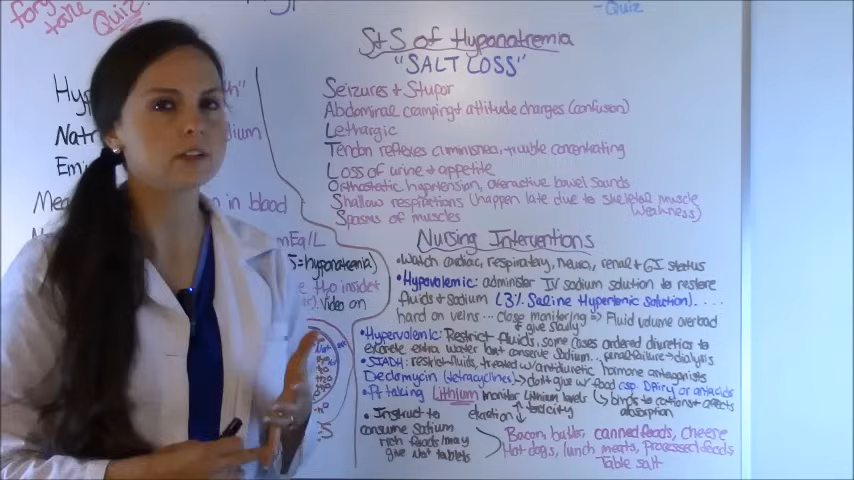 forget
take
Quiz
- Quiz
Hyp
Natr
Em
Me
"
dium
n in blood
mEq/L
5 = hyponatremia)
e H2O inside
Video on
S+S of Hyponatremia
"SALT LOSS"
Seizures + Stupor
Abdominal cramping + attitude changes (confusion)
Lethargic
Tendon reflexes diminished, trouble concentrating
Loss of urine + appetite
Orthostatic hypotension, overactive bowel sounds
Shallow respirations (happen late due to skeletal muscle
weakness)
Spasms of muscles
Nursing Interventions
• Watch cardiac, respiratory, neuro, renal + GI status
• Hypovolemic: administer IV sodium solution to restore
fluids + sodium (3% Saline Hypertonic Solution)....
hard on veins... close monitoring => Fluid volume overload
+ give slowly
• Hypervolemic: Restrict fluids, some cases ordered diuretics to
excrete extra water but conserve sodium... renal failure -> dialysis
• SIADH: restrict fluids, treated w/ antidiuretic hormone antagonists
Declomycin (tetracyclines) -> don't give w/ food esp. Dairy or antacids
↳ binds to cations + affects
absorption
• Pt taking Lithium monitor Lithium levels
↕ toxicity
• Instruct to
consume Sodium
rich foods/may
give Na+ tablets
Bacon, butter, canned foods, cheese
Hot dogs, lunch meats, processed foods
Table salt